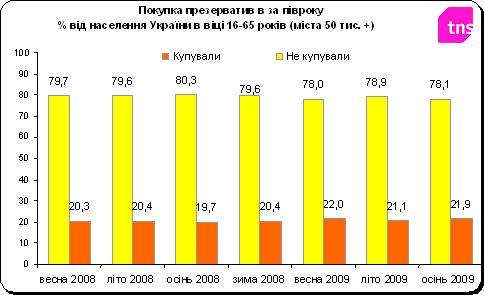 Покупка презерватив ів за півроку
% від населення України в віці 16-65 років (міста 50 тис. +)
tns
Купували Не купували
100
90
80
70
60
50
40
30
20
10
0
79,7 79,6 80,3 79,6 78,0 78,9 78,1
20,3 20,4 19,7 20,4 22,0 21,1 21,9
весна 2008 літо 2008 осінь 2008 зима 2008 весна 2009 літо 2009 осінь 2009